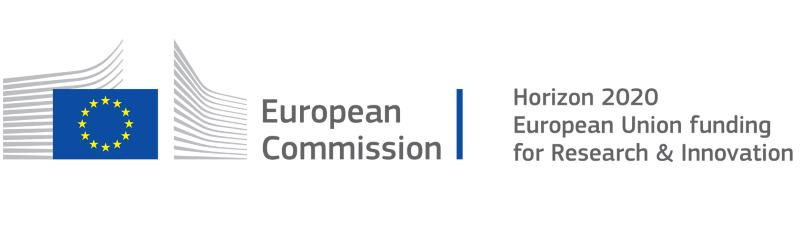 European
Commission
Horizon 2020
European Union funding
for Research & Innovation